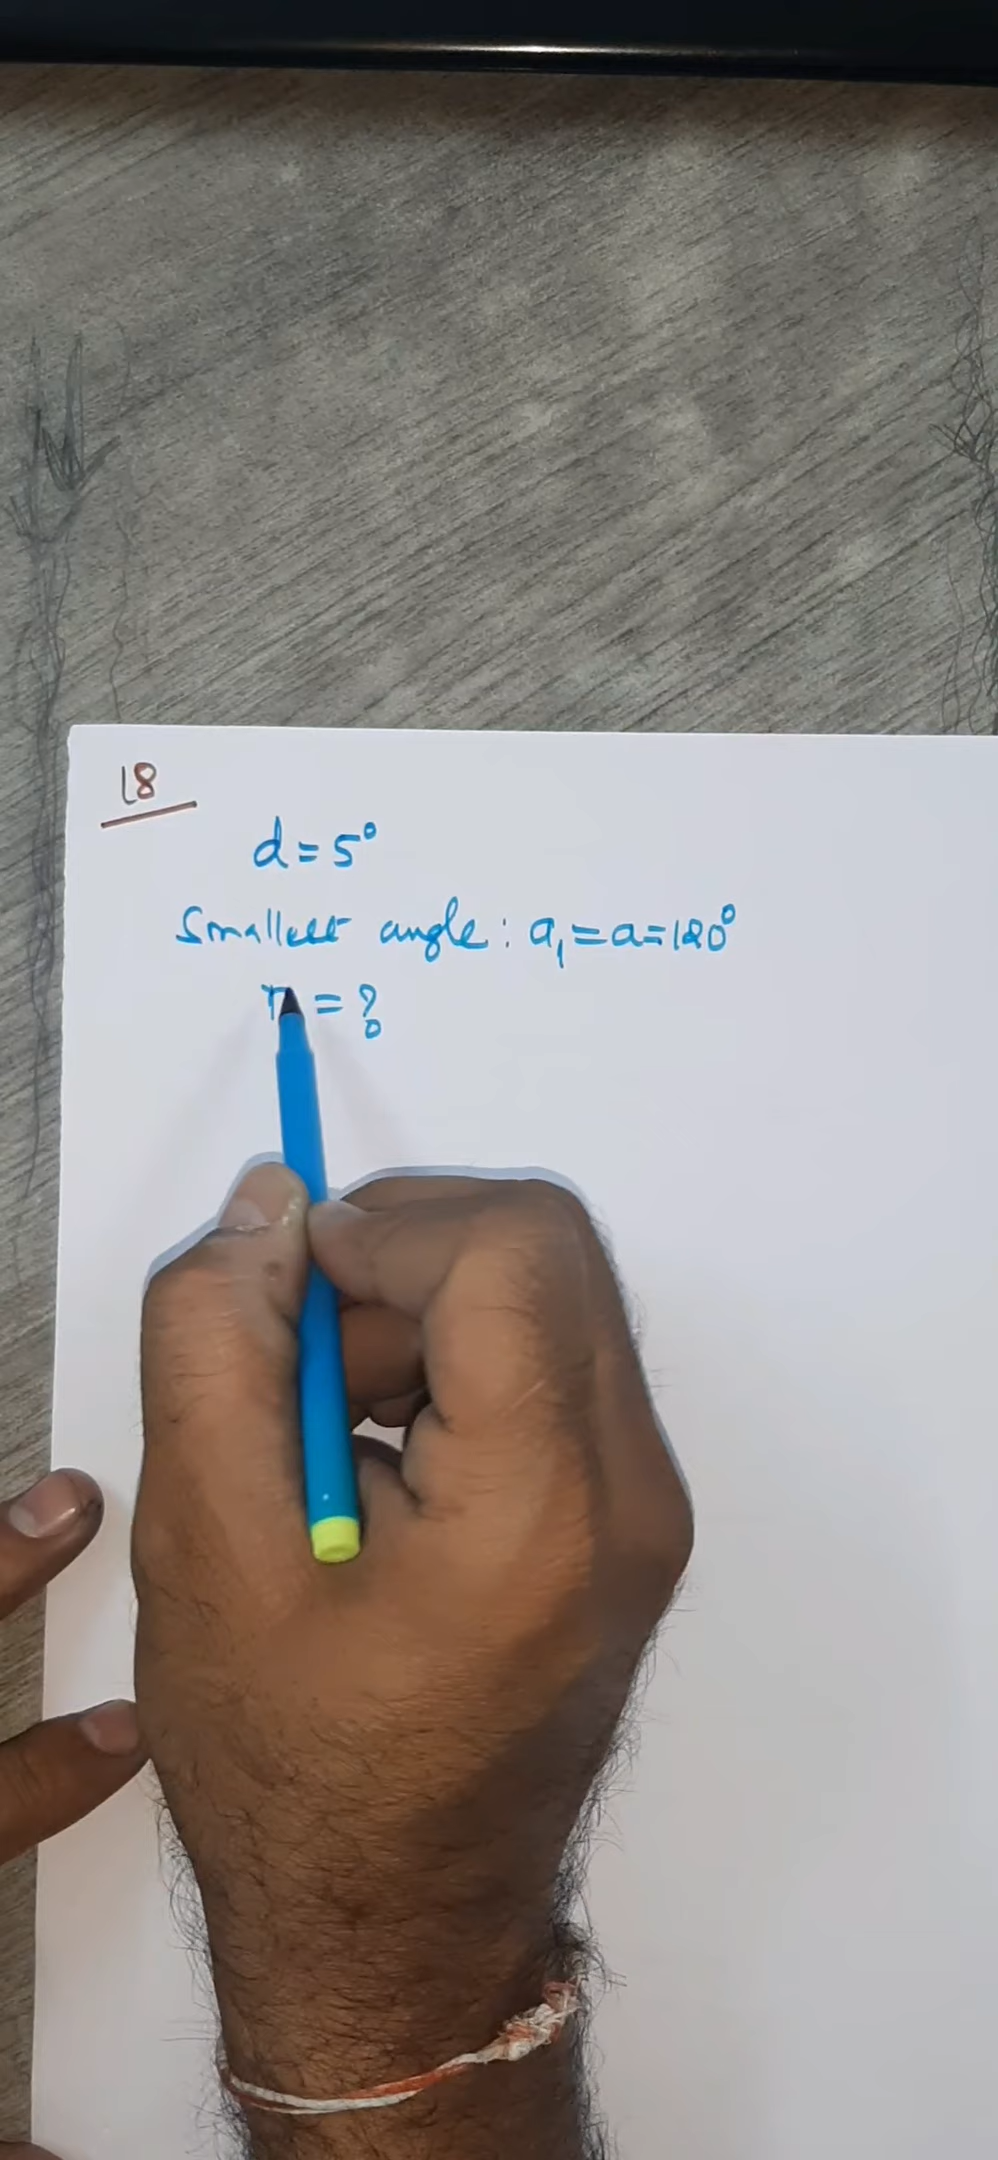 18
d = 5°
Smallest angle : a₁ = a = 120°
n = ?